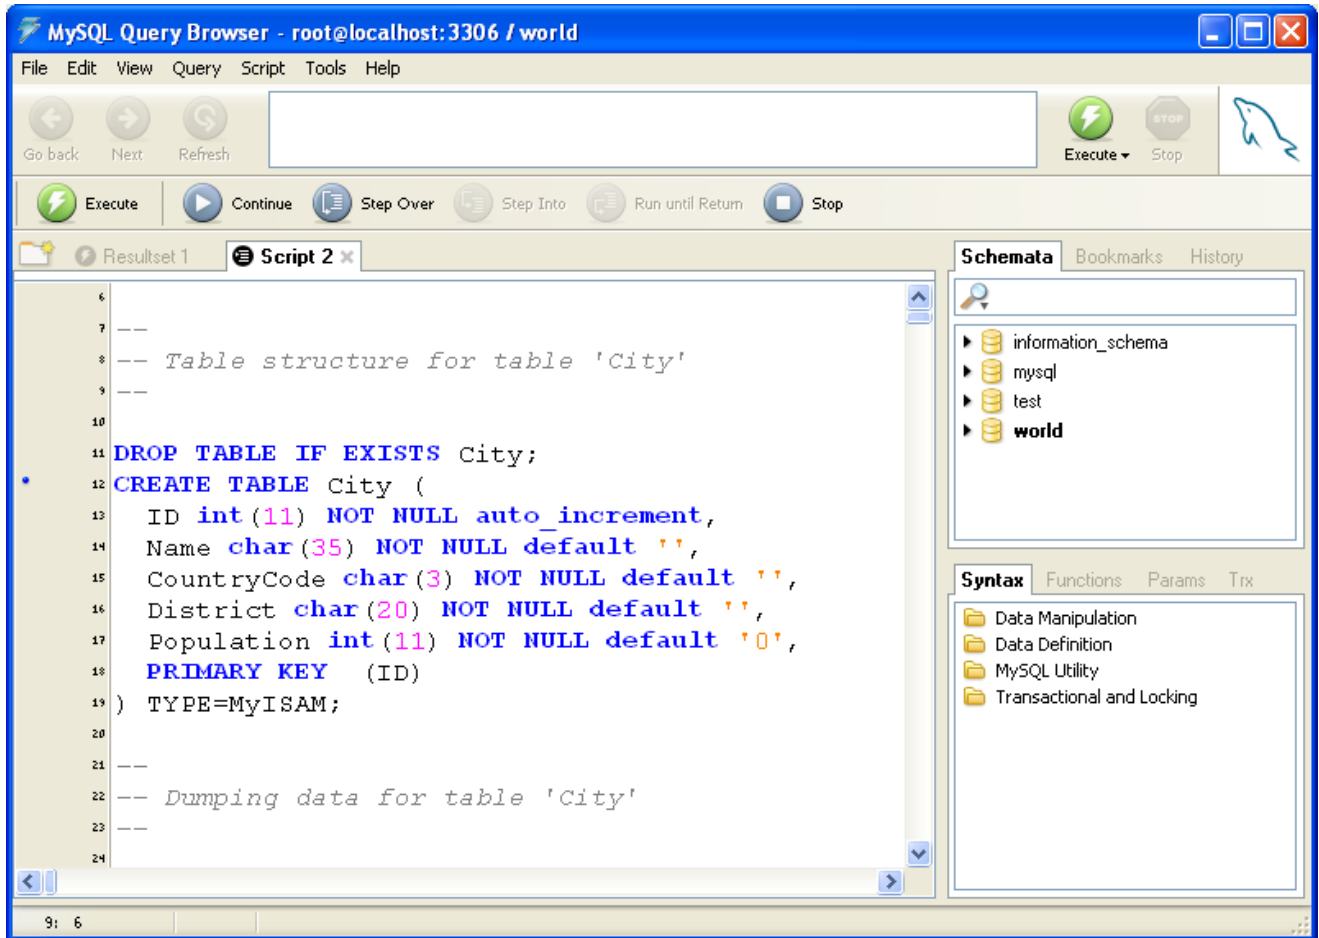 MySQL Query Browser - root@localhost:3306 / world
File Edit View Query Script Tools Help
Go back Next Refresh Execute STOP Stop
Execute Continue Step Over Step Into Run until Return Stop
Resultset 1 Script 2
6
7 --
8 -- Table structure for table 'City'
9 --
10
11 DROP TABLE IF EXISTS City;
12 CREATE TABLE City (
13 ID int(11) NOT NULL auto_increment,
14 Name char(35) NOT NULL default '',
15 CountryCode char(3) NOT NULL default '',
16 District char(20) NOT NULL default '',
17 Population int(11) NOT NULL default '0',
18 PRIMARY KEY (ID)
19 ) TYPE=MyISAM;
20
21 --
22 -- Dumping data for table 'City'
23 --
24
Schemata Bookmarks History
information_schema
mysql
test
world
Syntax Functions Params Trx
Data Manipulation
Data Definition
MySQL Utility
Transactional and Locking
9: 6